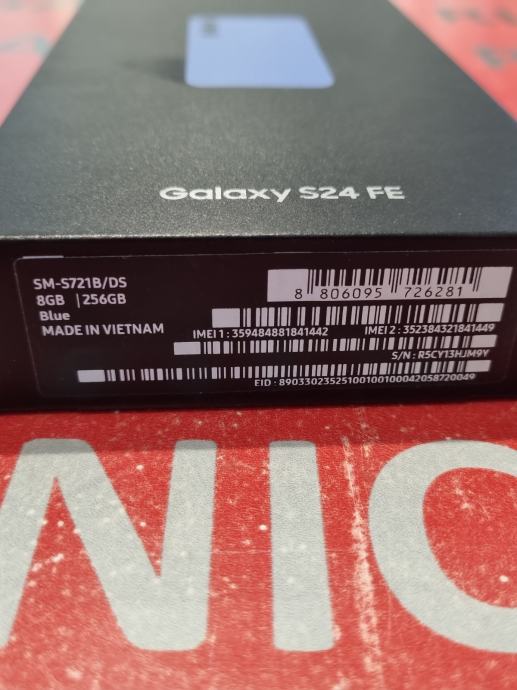 Galaxy S24 FE
SM-S721B/DS
8GB | 256GB
Blue
MADE IN VIETNAM
8 806095 726281
IMEI 1 : 359484881841442
IMEI 2 : 352384321841449
S/N : R5CY13HJM9Y
EID : 89033023525100100100042058720049
NIC